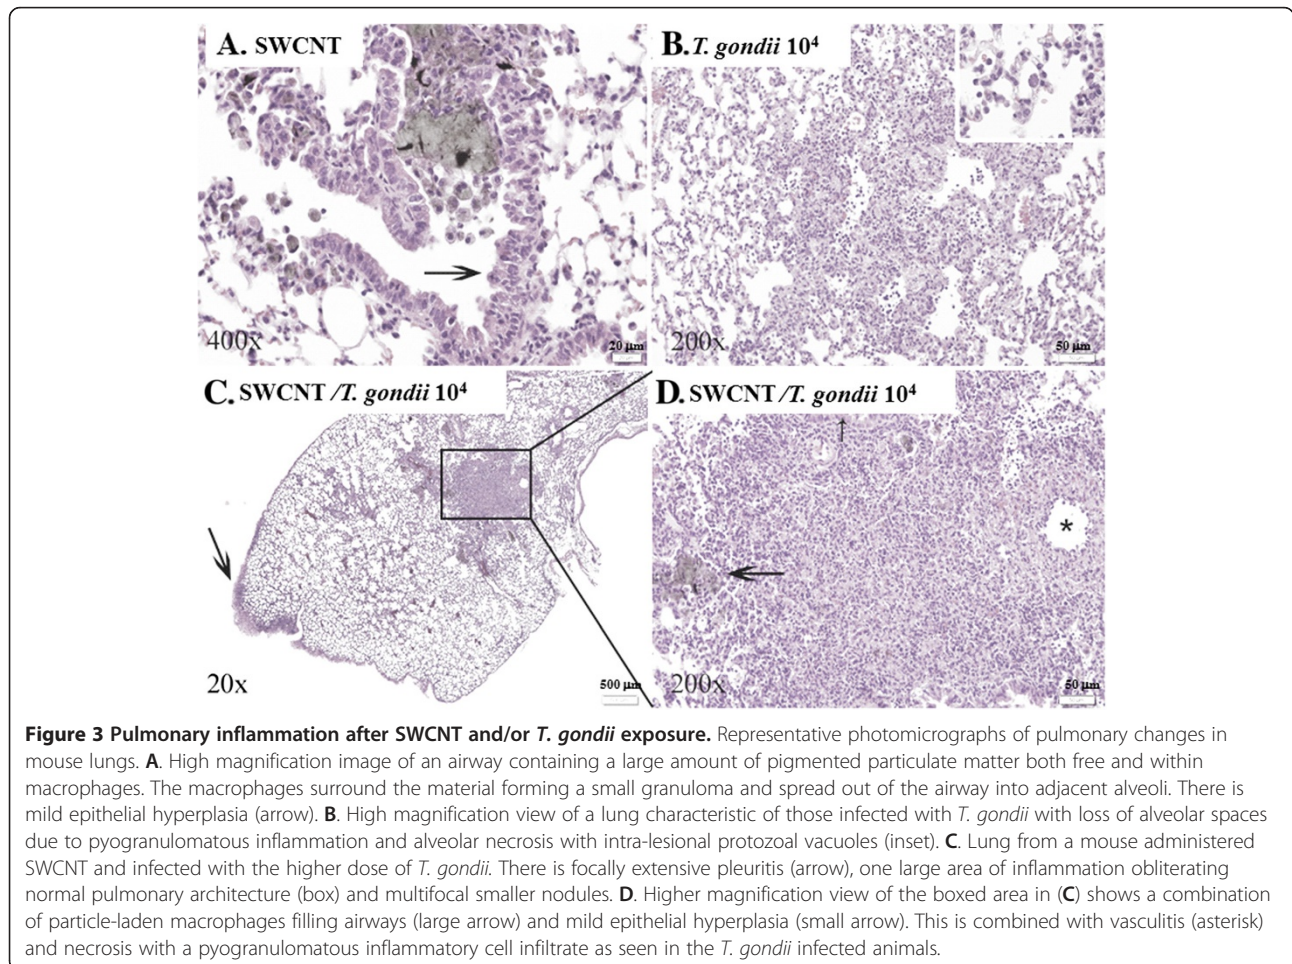 A. SWCNT
B. T. gondii 10⁴
400x
20 µm
200x
50 µm
C. SWCNT /T. gondii 10⁴
D. SWCNT/T. gondii 10⁴
*
20x
500 µm
200x
50 µm
Figure 3 Pulmonary inflammation after SWCNT and/or T. gondii exposure. Representative photomicrographs of pulmonary changes in
mouse lungs. A. High magnification image of an airway containing a large amount of pigmented particulate matter both free and within
macrophages. The macrophages surround the material forming a small granuloma and spread out of the airway into adjacent alveoli. There is
mild epithelial hyperplasia (arrow). B. High magnification view of a lung characteristic of those infected with T. gondii with loss of alveolar spaces
due to pyogranulomatous inflammation and alveolar necrosis with intra-lesional protozoal vacuoles (inset). C. Lung from a mouse administered
SWCNT and infected with the higher dose of T. gondii. There is focally extensive pleuritis (arrow), one large area of inflammation obliterating
normal pulmonary architecture (box) and multifocal smaller nodules. D. Higher magnification view of the boxed area in (C) shows a combination
of particle-laden macrophages filling airways (large arrow) and mild epithelial hyperplasia (small arrow). This is combined with vasculitis (asterisk)
and necrosis with a pyogranulomatous inflammatory cell infiltrate as seen in the T. gondii infected animals.